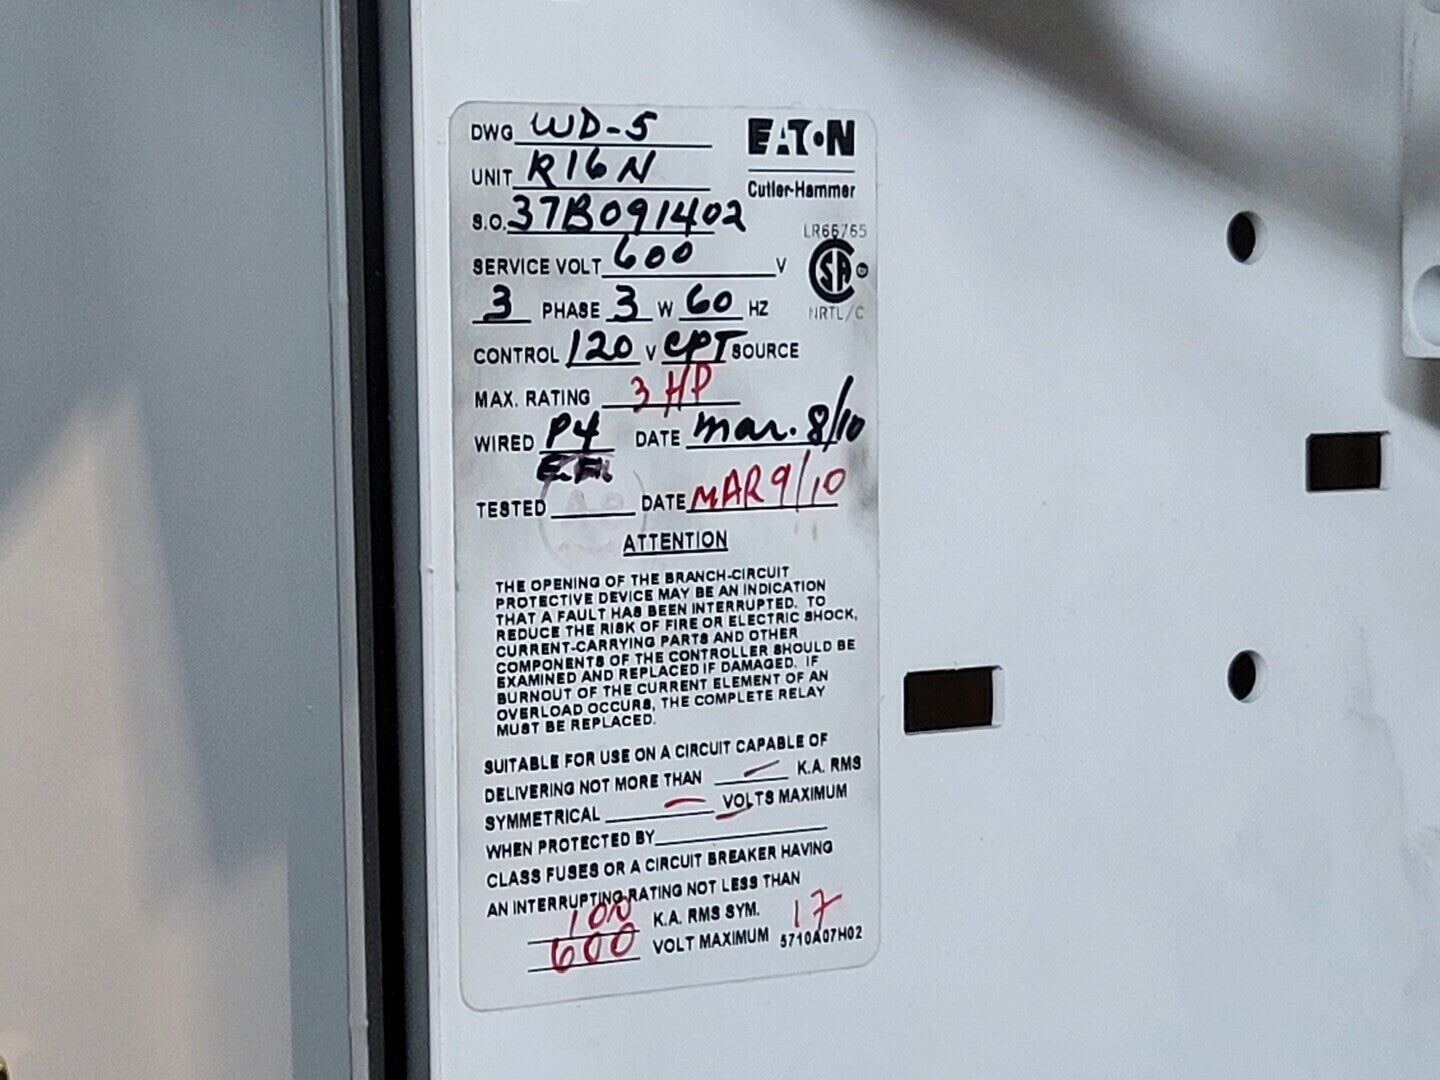 DWG WD-5
EATON
UNIT R16N
Cutler-Hammer
S.O. 37B091402
LR66765
SERVICE VOLT 600 V
SA
3 PHASE 3 W 60 HZ
NRTL/C
CONTROL 120 V CPT SOURCE
MAX. RATING 3 HP
WIRED P4 DATE Mar. 8/10
TESTED DATE MAR 9/10
ATTENTION
THE OPENING OF THE BRANCH-CIRCUIT
PROTECTIVE DEVICE MAY BE AN INDICATION
THAT A FAULT HAS BEEN INTERRUPTED. TO
REDUCE THE RISK OF FIRE OR ELECTRIC SHOCK,
CURRENT-CARRYING PARTS AND OTHER
COMPONENTS OF THE CONTROLLER SHOULD BE
EXAMINED AND REPLACED IF DAMAGED. IF
BURNOUT OF THE CURRENT ELEMENT OF AN
OVERLOAD OCCURS, THE COMPLETE RELAY
MUST BE REPLACED.
SUITABLE FOR USE ON A CIRCUIT CAPABLE OF
DELIVERING NOT MORE THAN — K.A. RMS
SYMMETRICAL — VOLTS MAXIMUM
WHEN PROTECTED BY
CLASS FUSES OR A CIRCUIT BREAKER HAVING
AN INTERRUPTING RATING NOT LESS THAN
100 K.A. RMS SYM. 17
600 VOLT MAXIMUM 5710A07H02